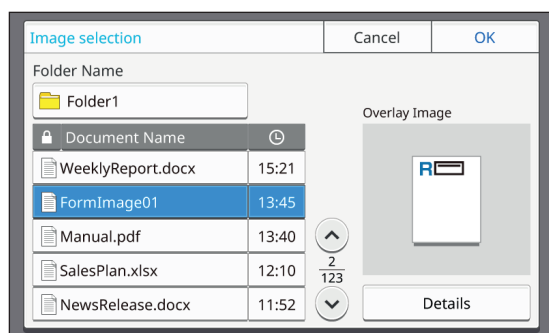 Image selection Cancel OK
Folder Name
Folder1
Overlay Image
Document Name
WeeklyReport.docx 15:21
FormImage01 13:45
Manual.pdf 13:40
SalesPlan.xlsx 12:10
NewsRelease.docx 11:52
2
123
R
Details